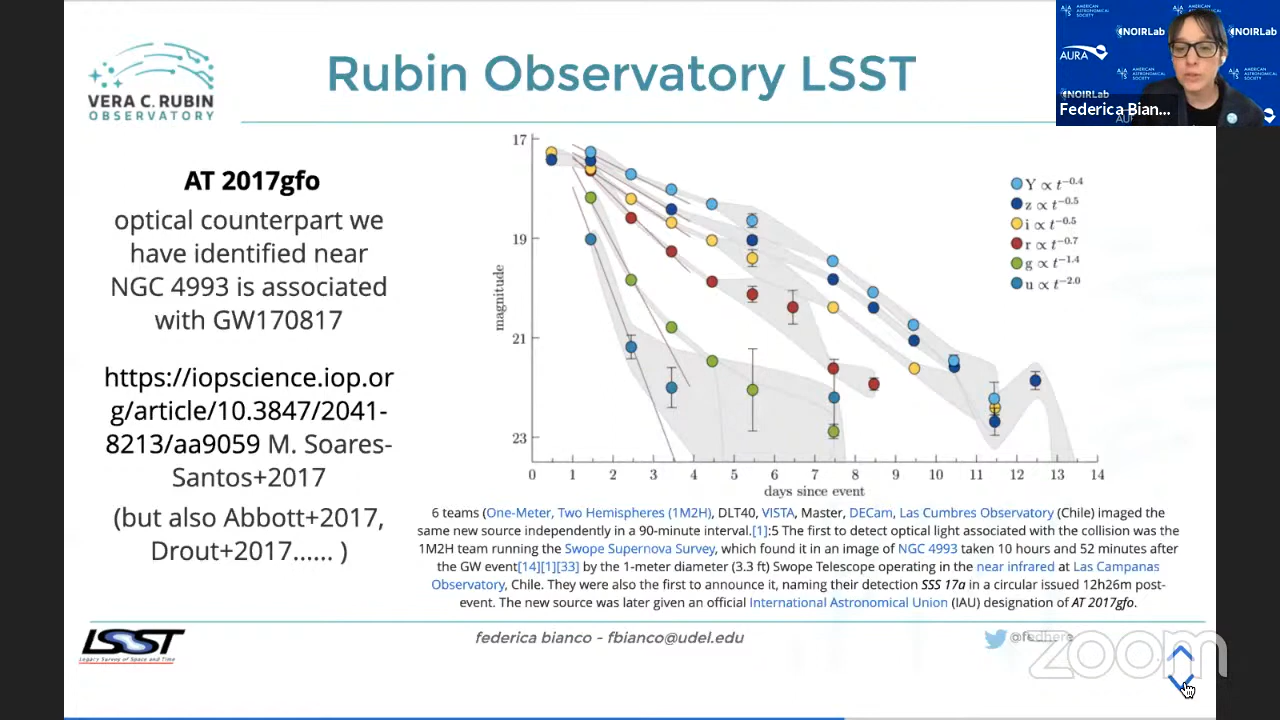 Rubin Observatory LSST
VERA C. RUBIN
OBSERVATORY
AMERICAN
ASTRONOMICAL
SOCIETY
NOIRLab
NOIRLab
AURA
AMERICAN
ASTRONOMICAL
SOCIETY
NOIRLab
Federica Bian...
AT 2017gfo
optical counterpart we
have identified near
NGC 4993 is associated
with GW170817
https://iopscience.iop.or
g/article/10.3847/2041-
8213/aa9059 M. Soares-
Santos+2017
(but also Abbott+2017,
Drout+2017...... )
magnitude
17
19
21
23
Y ∝ t^−0.4
z ∝ t^−0.5
i ∝ t^−0.5
r ∝ t^−0.7
g ∝ t^−1.4
u ∝ t^−2.0
0 1 2 3 4 5 6 7 8 9 10 11 12 13 14
days since event
6 teams (One-Meter, Two Hemispheres (1M2H), DLT40, VISTA, Master, DECam, Las Cumbres Observatory (Chile) imaged the
same new source independently in a 90-minute interval.[1]:5 The first to detect optical light associated with the collision was the
1M2H team running the Swope Supernova Survey, which found it in an image of NGC 4993 taken 10 hours and 52 minutes after
the GW event[14][1][33] by the 1-meter diameter (3.3 ft) Swope Telescope operating in the near infrared at Las Campanas
Observatory, Chile. They were also the first to announce it, naming their detection SSS 17a in a circular issued 12h26m post-
event. The new source was later given an official International Astronomical Union (IAU) designation of AT 2017gfo.
LSST
Legacy Survey of Space and Time
federica bianco - fbianco@udel.edu
@fedhere
zoom